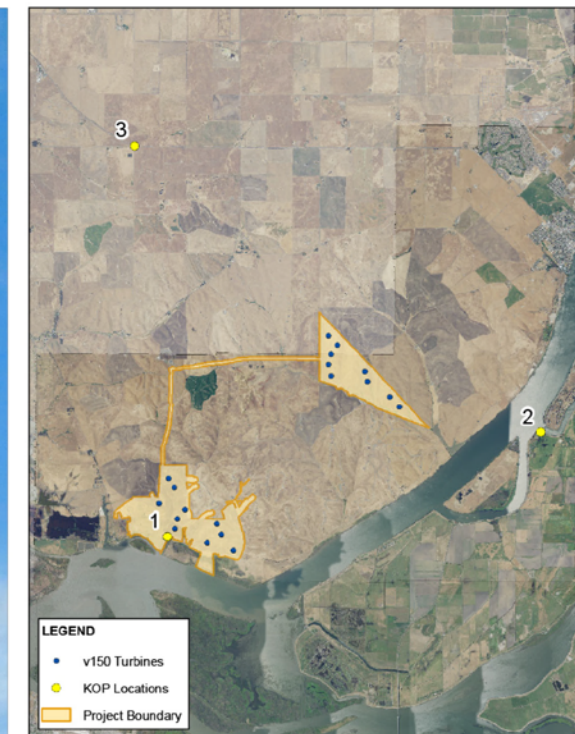 3
2
1
LEGEND
v150 Turbines
KOP Locations
Project Boundary